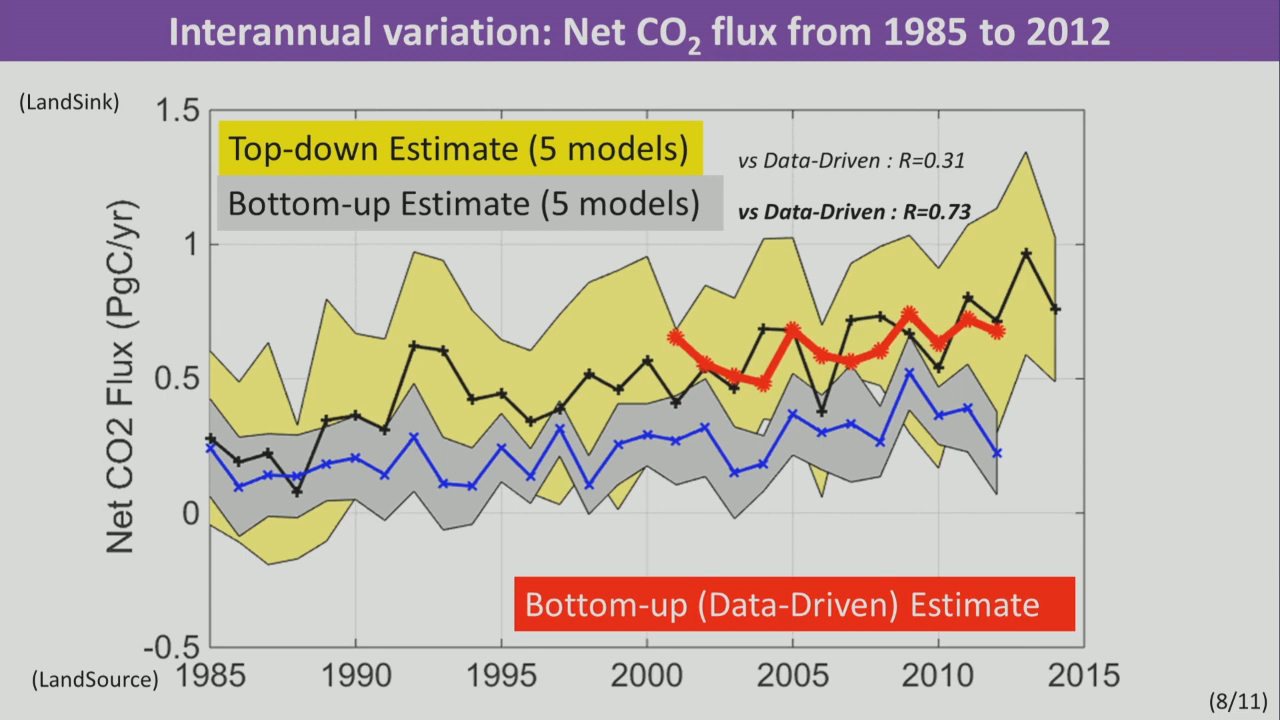 Interannual variation: Net CO₂ flux from 1985 to 2012
(LandSink)
1.5
Top-down Estimate (5 models)
vs Data-Driven : R=0.31
Bottom-up Estimate (5 models)
vs Data-Driven : R=0.73
1
Net CO2 Flux (PgC/yr)
0.5
0
Bottom-up (Data-Driven) Estimate
-0.5
(LandSource)
1985 1990 1995 2000 2005 2010 2015
(8/11)